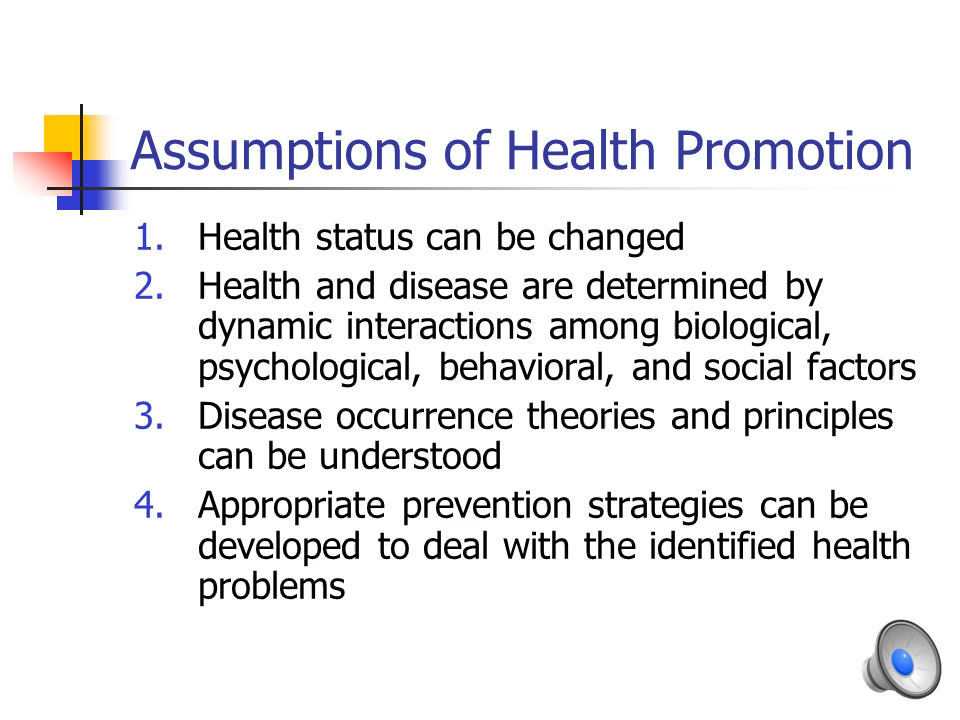 Assumptions of Health Promotion
1. Health status can be changed
2. Health and disease are determined by
dynamic interactions among biological,
psychological, behavioral, and social factors
3. Disease occurrence theories and principles
can be understood
4. Appropriate prevention strategies can be
developed to deal with the identified health
problems